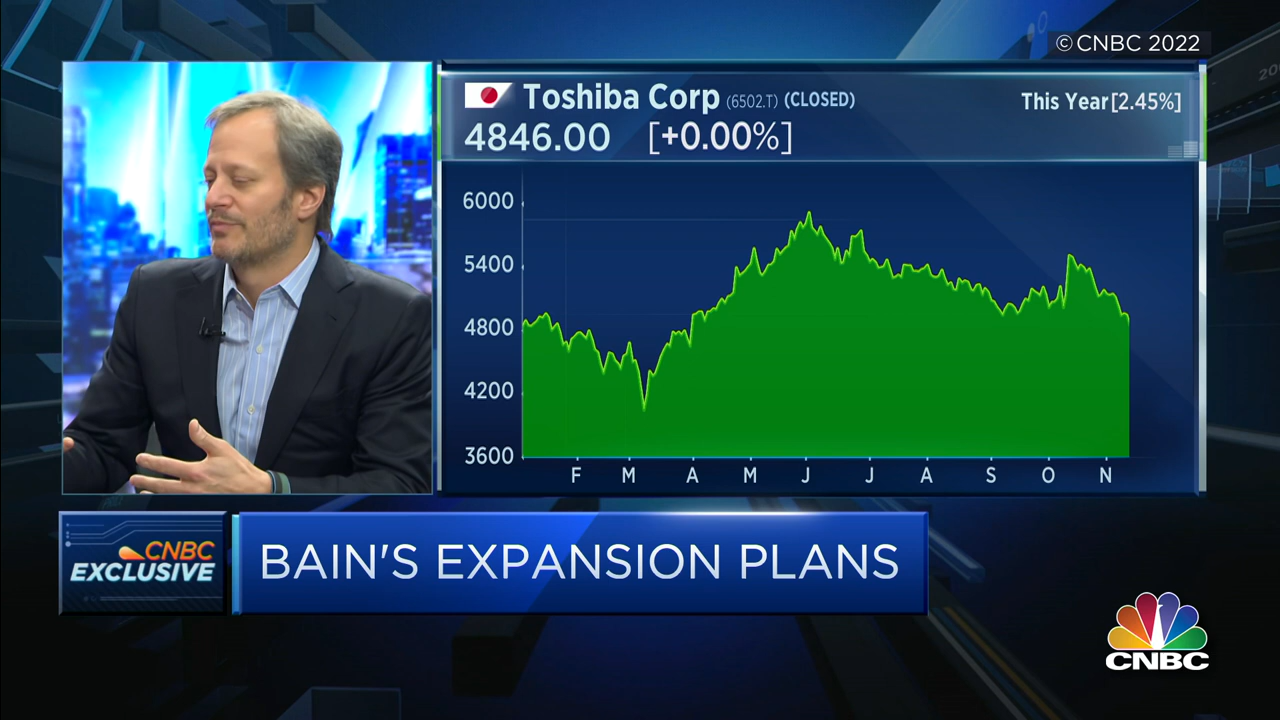 © CNBC 2022
Toshiba Corp (6502.T) (CLOSED)
This Year[2.45%]
4846.00 [+0.00%]
6000
5400
4800
4200
3600
F M A M J J A S O N
CNBC
EXCLUSIVE
BAIN'S EXPANSION PLANS
CNBC